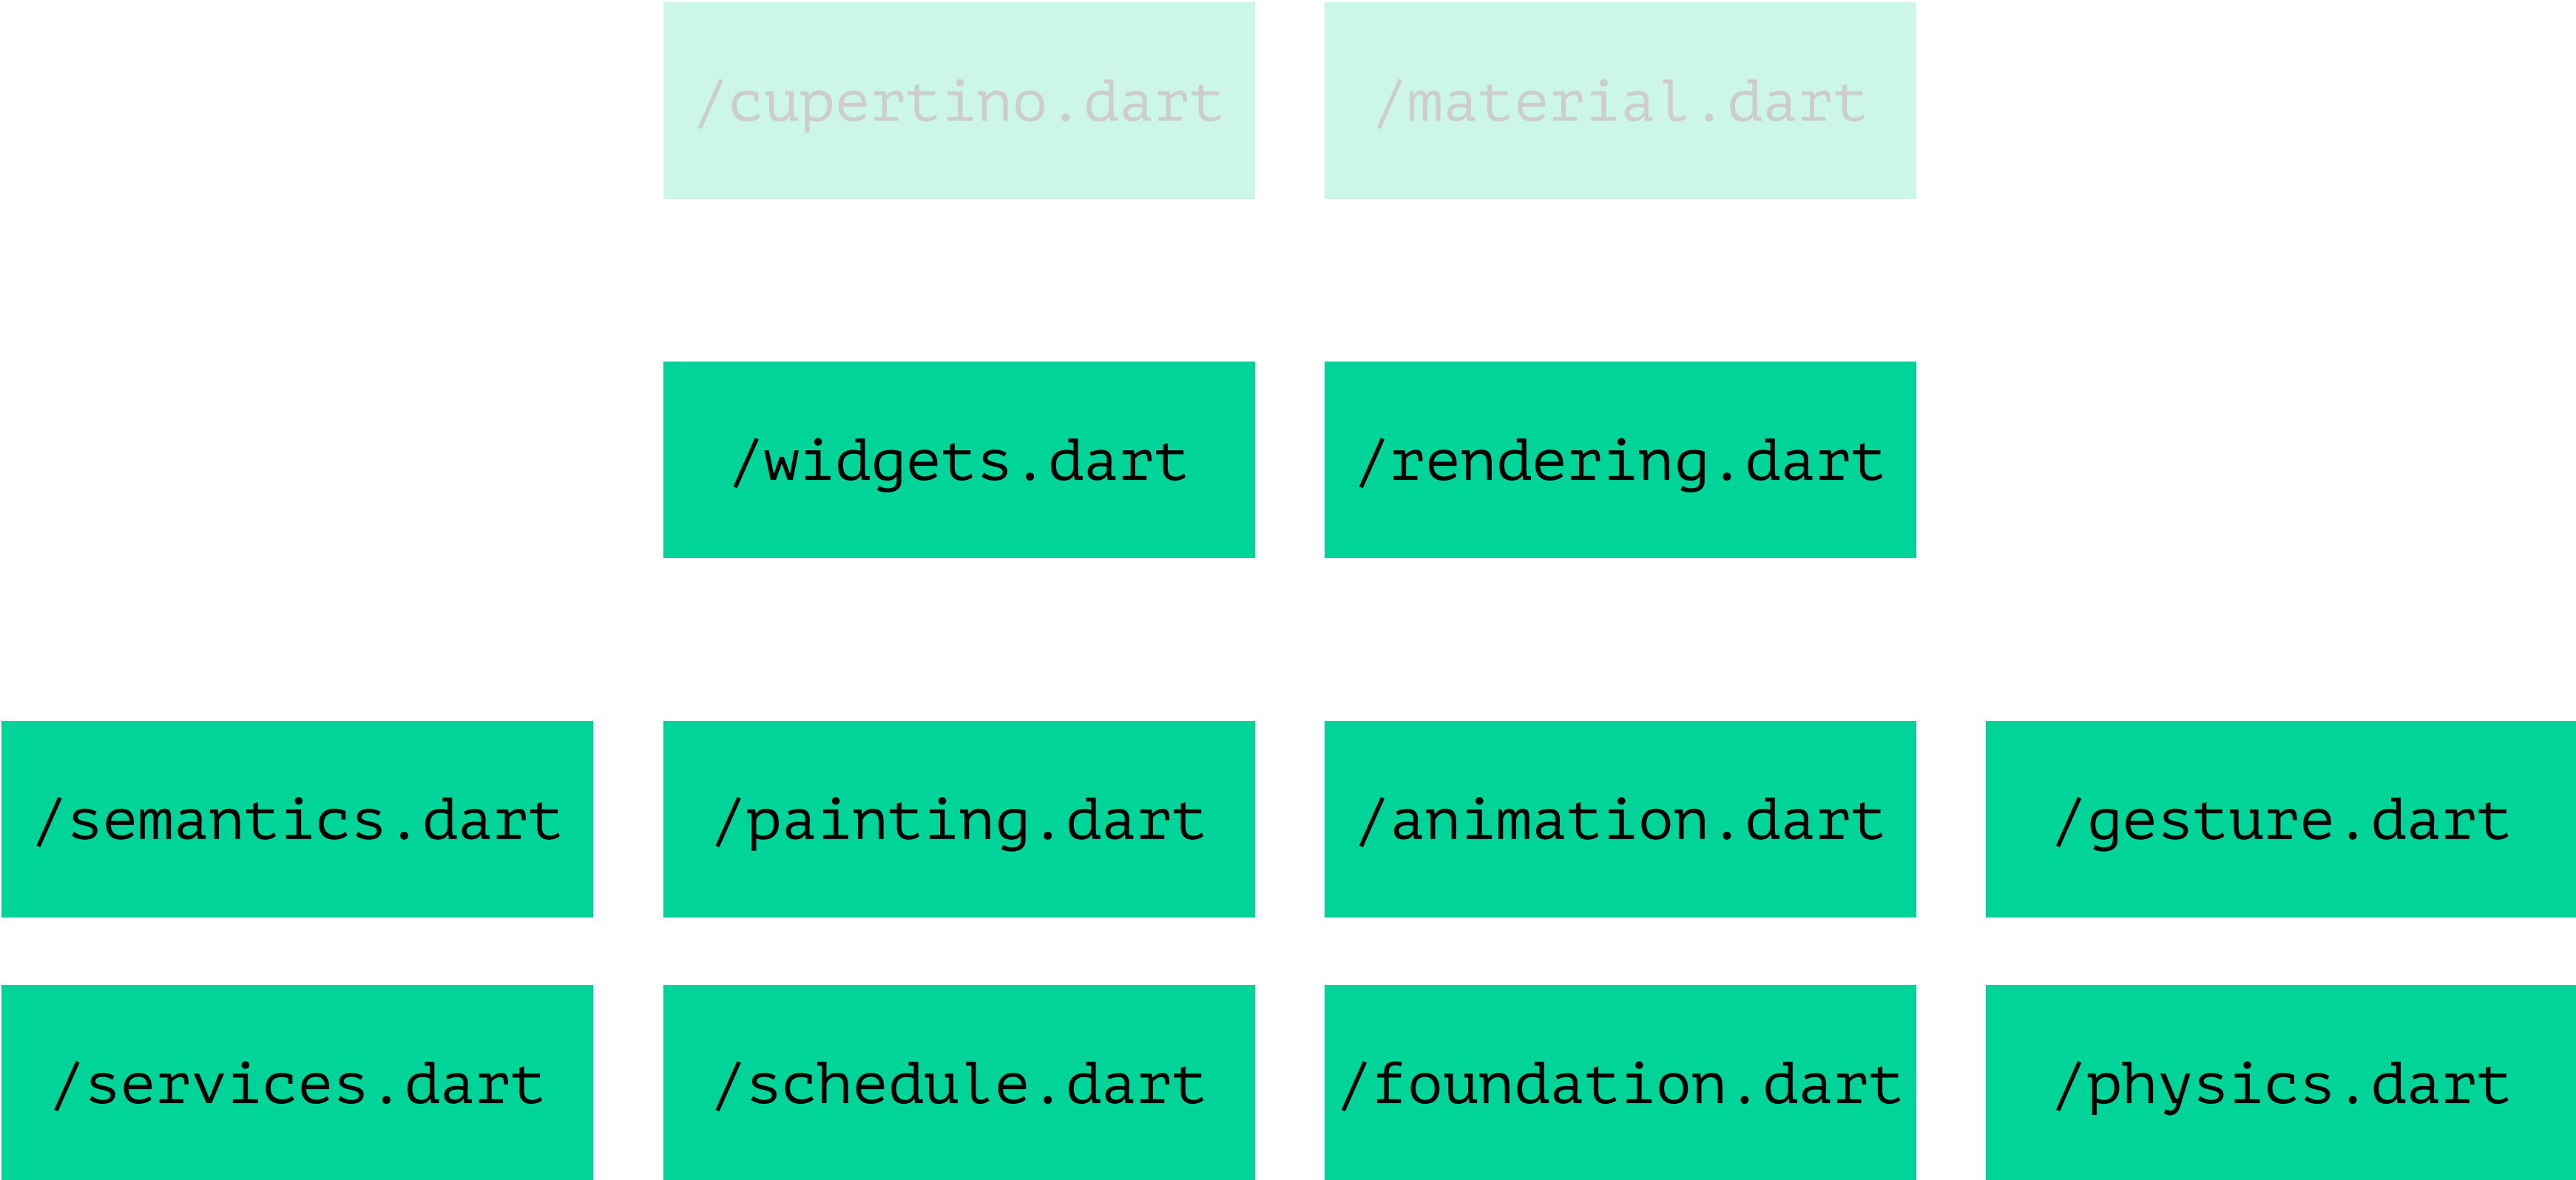 /cupertino.dart /material.dart
/widgets.dart /rendering.dart
/semantics.dart /painting.dart /animation.dart /gesture.dart
/services.dart /schedule.dart /foundation.dart /physics.dart